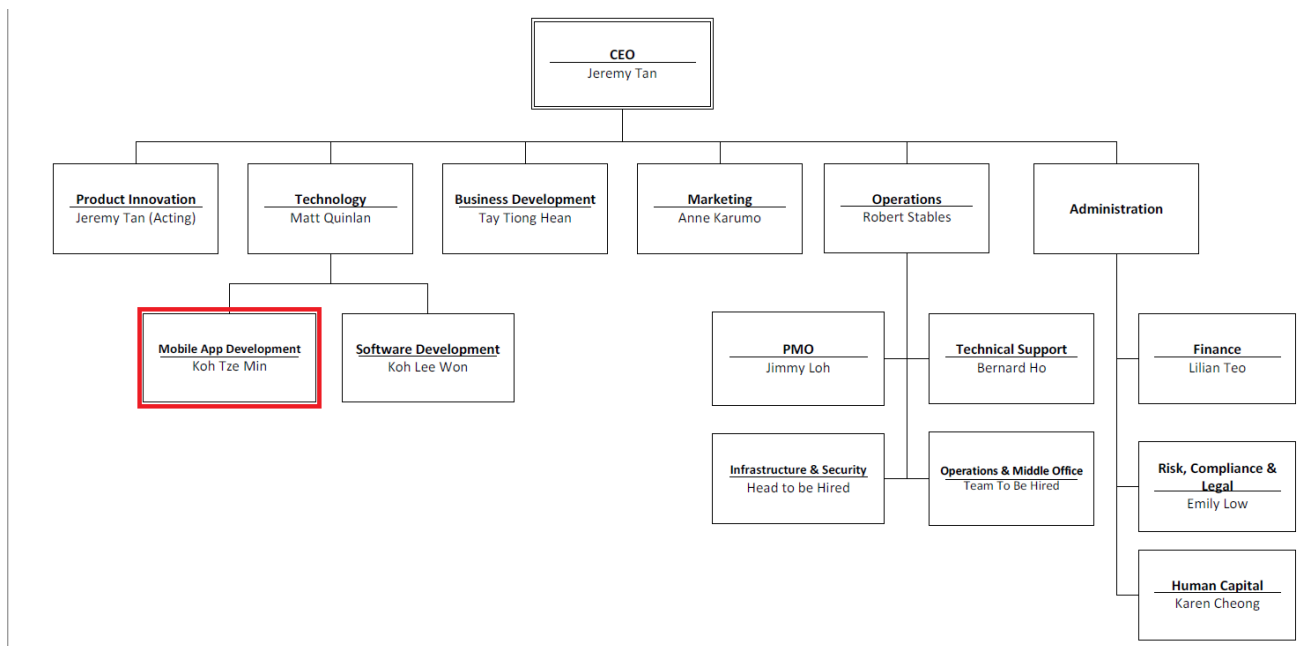 CEO
Jeremy Tan
Product Innovation
Jeremy Tan (Acting)
Technology
Matt Quinlan
Business Development
Tay Tiong Hean
Marketing
Anne Karumo
Operations
Robert Stables
Administration
Mobile App Development
Koh Tze Min
Software Development
Koh Lee Won
PMO
Jimmy Loh
Technical Support
Bernard Ho
Finance
Lilian Teo
Infrastructure & Security
Head to be Hired
Operations & Middle Office
Team To Be Hired
Risk, Compliance &
Legal
Emily Low
Human Capital
Karen Cheong